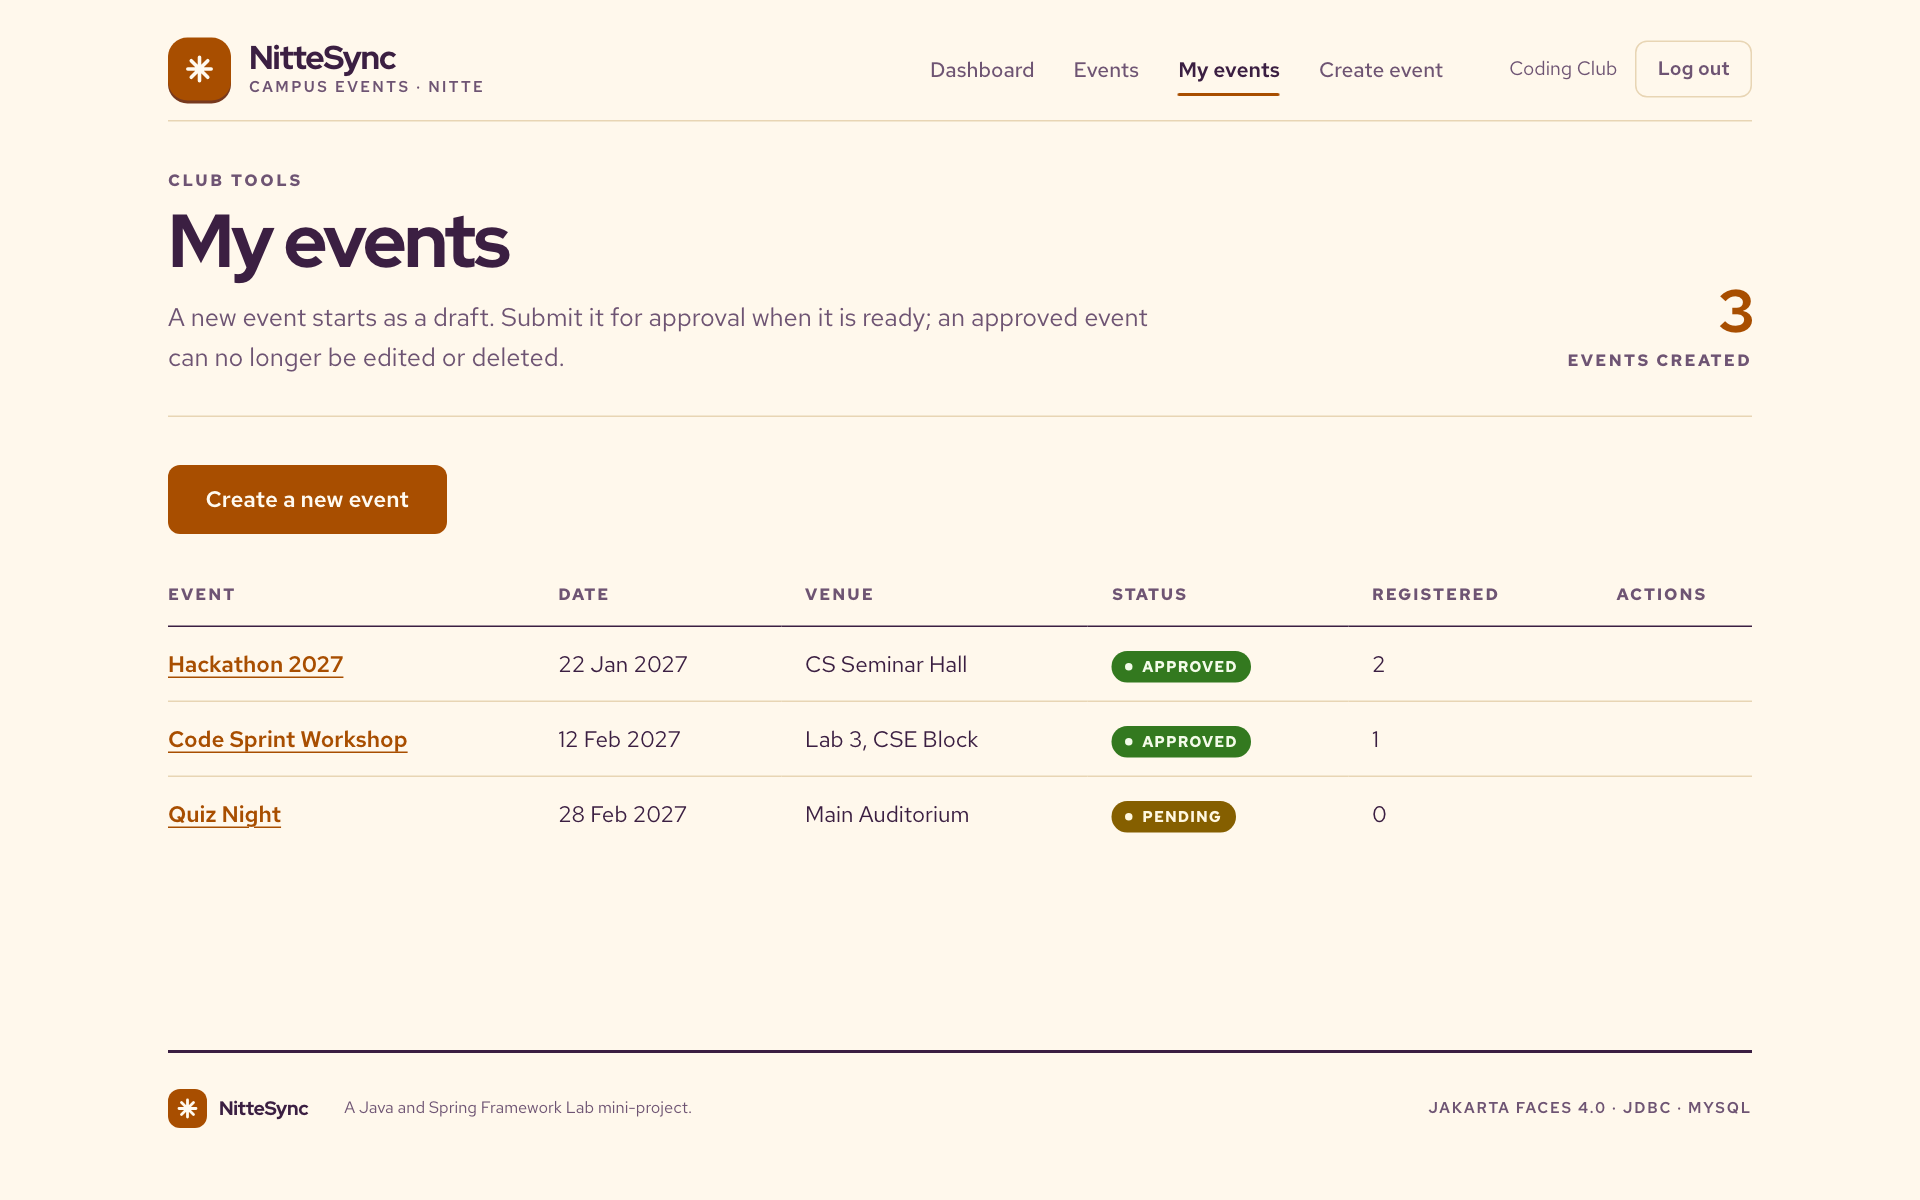 NitteSync
CAMPUS EVENTS · NITTE
Dashboard Events My events Create event Coding Club Log out
CLUB TOOLS
My events
A new event starts as a draft. Submit it for approval when it is ready; an approved event
can no longer be edited or deleted.
3
EVENTS CREATED
Create a new event
EVENT DATE VENUE STATUS REGISTERED ACTIONS
Hackathon 2027 22 Jan 2027 CS Seminar Hall APPROVED 2
Code Sprint Workshop 12 Feb 2027 Lab 3, CSE Block APPROVED 1
Quiz Night 28 Feb 2027 Main Auditorium PENDING 0
NitteSync A Java and Spring Framework Lab mini-project. JAKARTA FACES 4.0 · JDBC · MYSQL